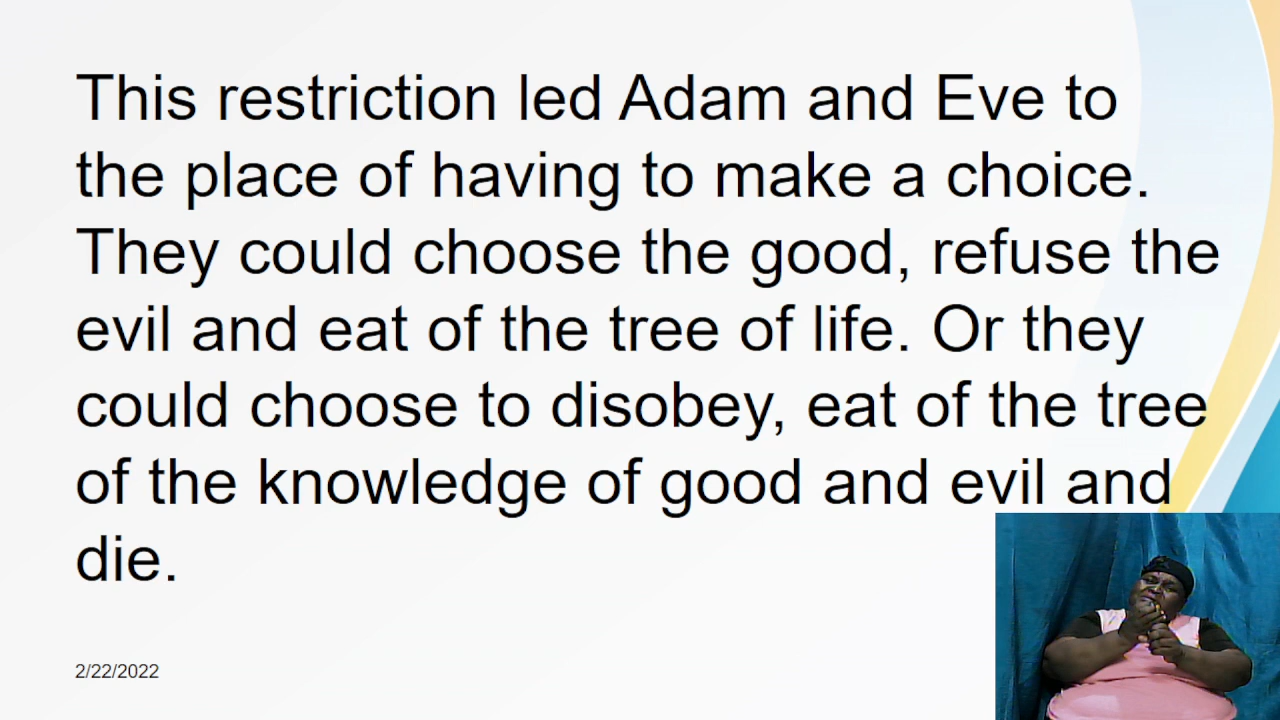 This restriction led Adam and Eve to
the place of having to make a choice.
They could choose the good, refuse the
evil and eat of the tree of life. Or they
could choose to disobey, eat of the tree
of the knowledge of good and evil and
die.
2/22/2022